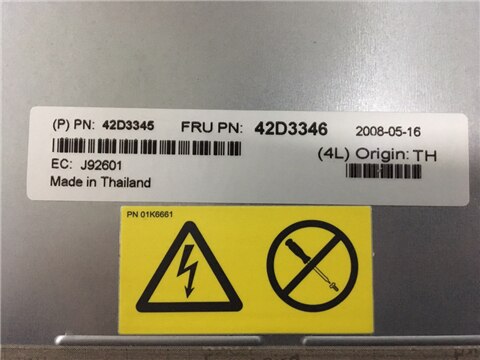 (P) PN: 42D3345 FRU PN: 42D3346 2008-05-16
EC: J92601 (4L) Origin: TH
Made in Thailand
PN 01K6661